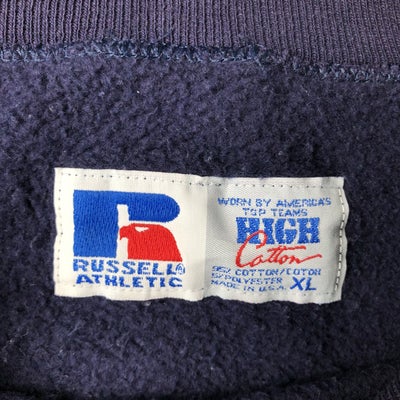 RUSSELL®
ATHLETIC
WORN BY AMERICA'S
TOP TEAMS
HIGH
Cotton
95% COTTON/COTON
5/POLYESTER
MADE IN U.S.A. XL